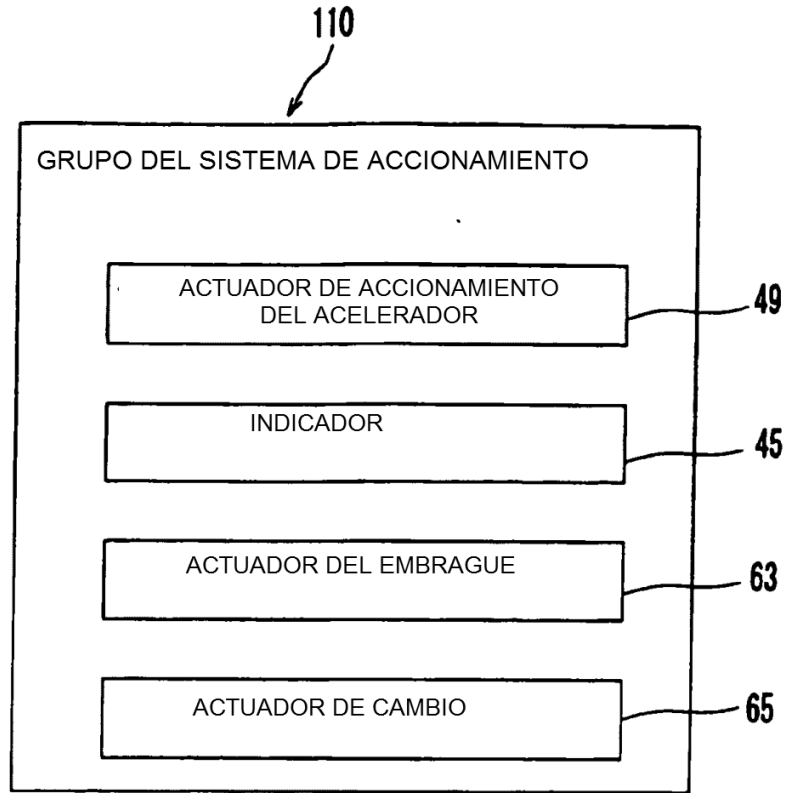 110
GRUPO DEL SISTEMA DE ACCIONAMIENTO
ACTUADOR DE ACCIONAMIENTO
DEL ACELERADOR
49
INDICADOR
45
ACTUADOR DEL EMBRAGUE
63
ACTUADOR DE CAMBIO
65